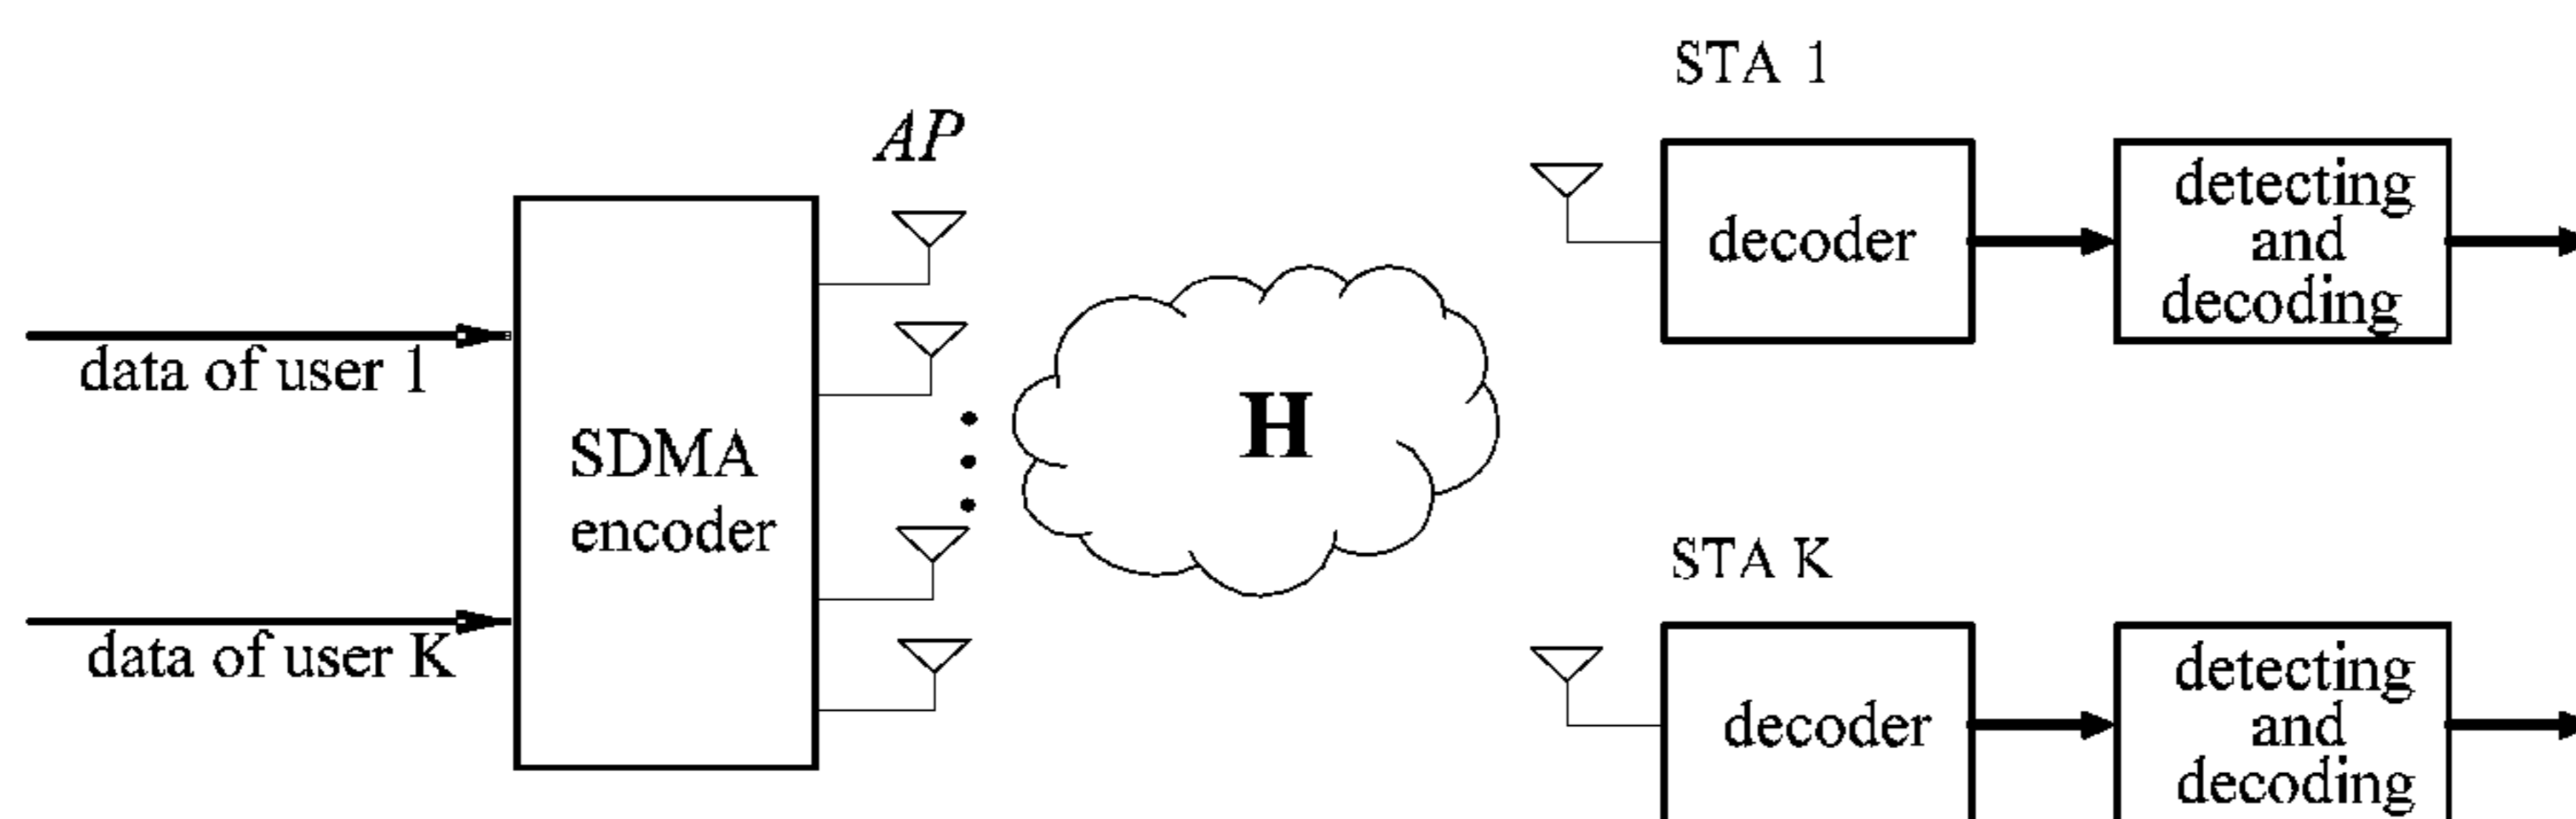 STA 1
AP
detecting
and
decoding
decoder
data of user 1
SDMA
encoder
H
STA K
data of user K
decoder
detecting
and
decoding